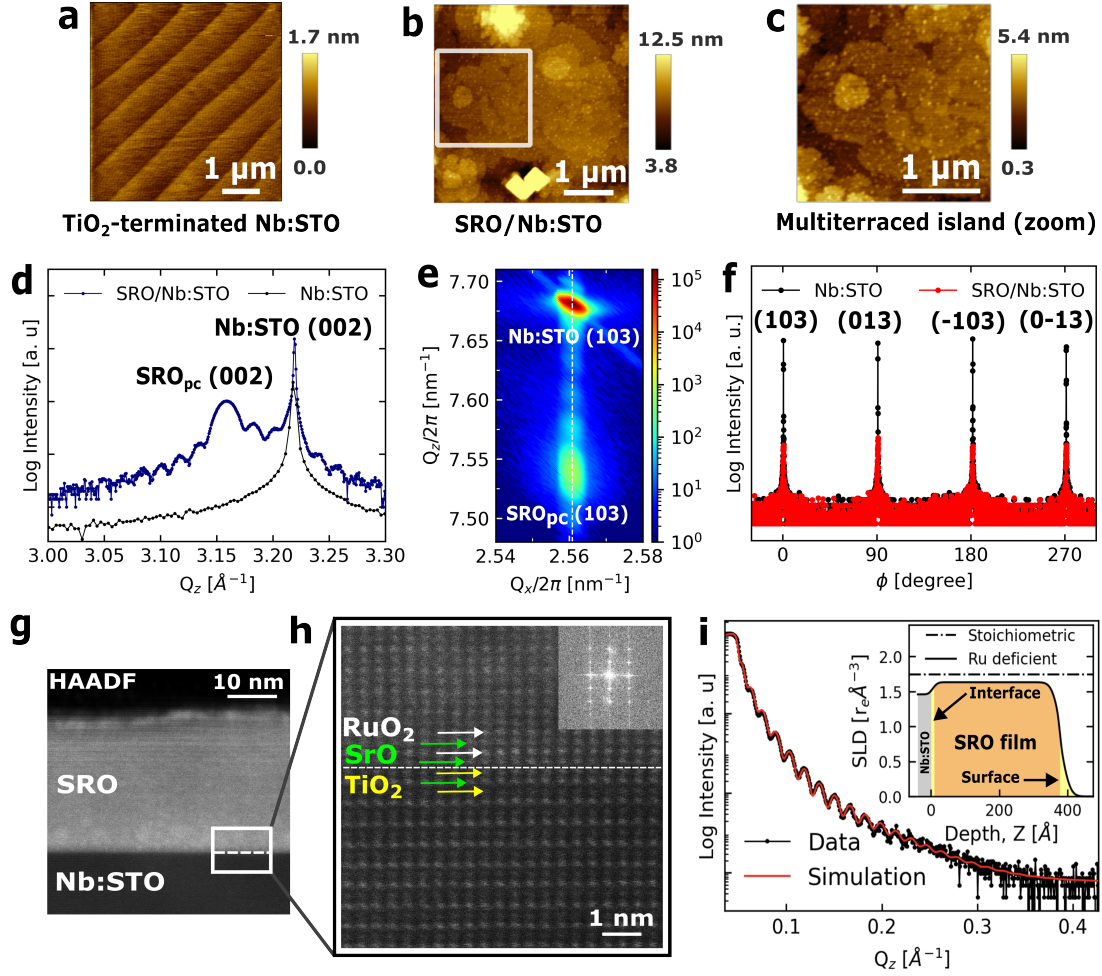 a
1.7 nm
0.0
1 µm
TiO₂-terminated Nb:STO
b
12.5 nm
3.8
1 µm
SRO/Nb:STO
c
5.4 nm
0.3
1 µm
Multiterraced island (zoom)
d
SRO/Nb:STO
Nb:STO
Nb:STO (002)
SROpc (002)
Log Intensity [a. u]
3.00 3.05 3.10 3.15 3.20 3.25 3.30
Qz [Å⁻¹]
e
7.70
7.65
7.60
7.55
7.50
Qz/2π [nm⁻¹]
Nb:STO (103)
SROpc (103)
2.54 2.56 2.58
Qx/2π [nm⁻¹]
10⁵
10⁴
10³
10²
10¹
10⁰
f
Nb:STO
SRO/Nb:STO
(103) (013) (-103) (0-13)
Log Intensity [a. u.]
0 90 180 270
ϕ [degree]
g
HAADF
10 nm
SRO
Nb:STO
h
RuO₂
SrO
TiO₂
1 nm
i
Log Intensity [a. u]
Data
Simulation
0.1 0.2 0.3 0.4
Qz [Å⁻¹]
Stoichiometric
Ru deficient
2.0
1.5
1.0
0.5
0.0
SLD [rₑÅ⁻³]
Interface
Nb:STO
SRO film
Surface
0 200 400
Depth, Z [Å]